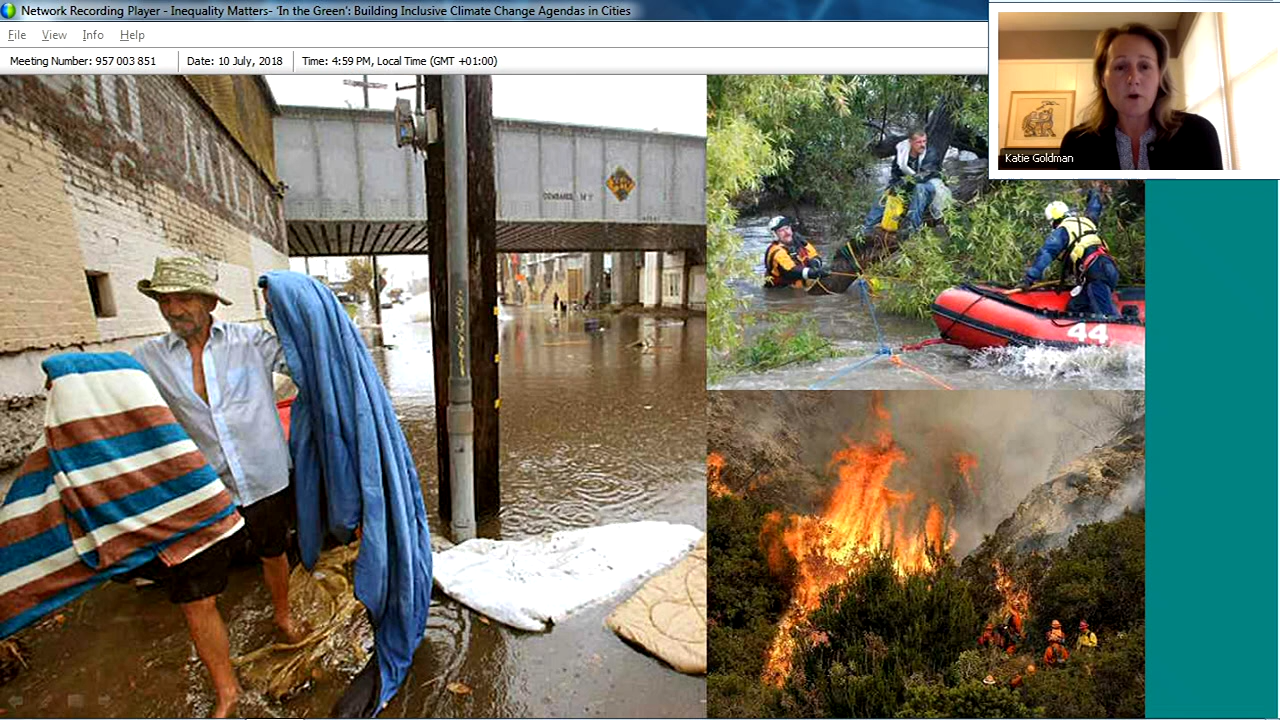 Network Recording Player - Inequality Matters- 'In the Green': Building Inclusive Climate Change Agendas in Cities
File View Info Help
Meeting Number: 957 003 851 Date: 10 July, 2018 Time: 4:59 PM, Local Time (GMT +01:00)
Katie Goldman
44